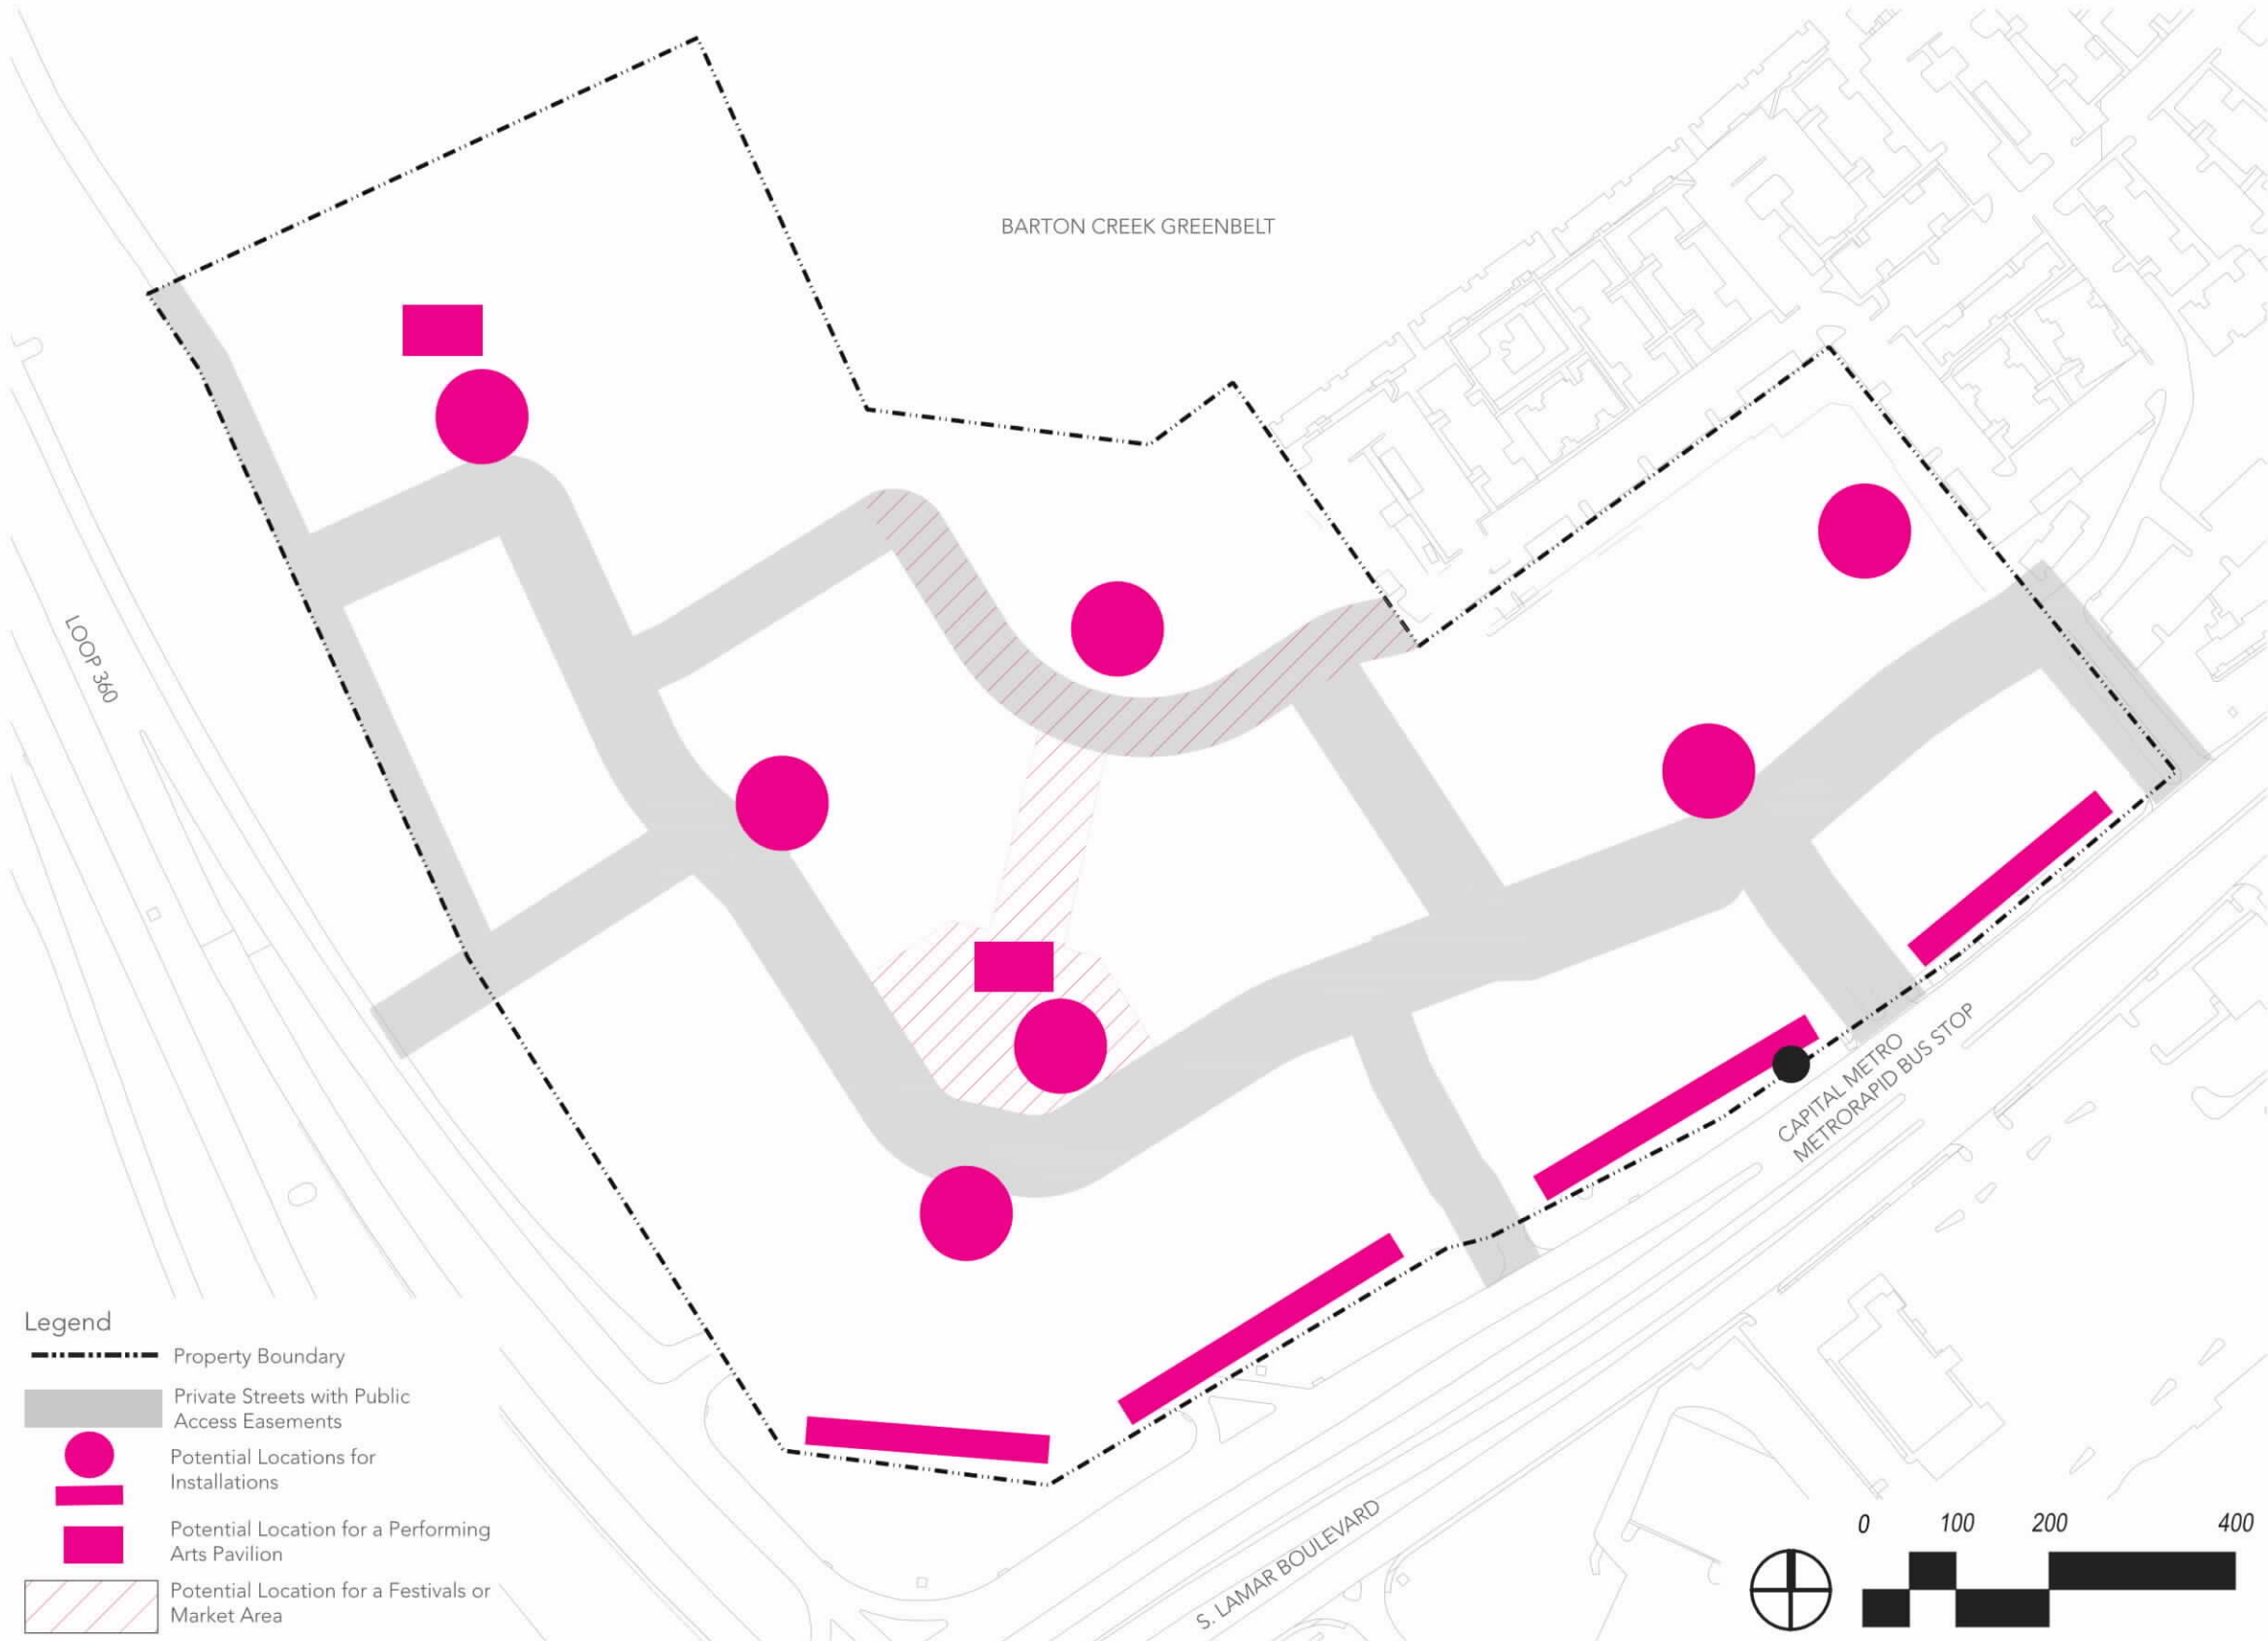 BARTON CREEK GREENBELT
LOOP 360
CAPITAL METRO
METRORAPID BUS STOP
S. LAMAR BOULEVARD
Legend
Property Boundary
Private Streets with Public
Access Easements
Potential Locations for
Installations
Potential Location for a Performing
Arts Pavilion
Potential Location for a Festivals or
Market Area
0 100 200 400